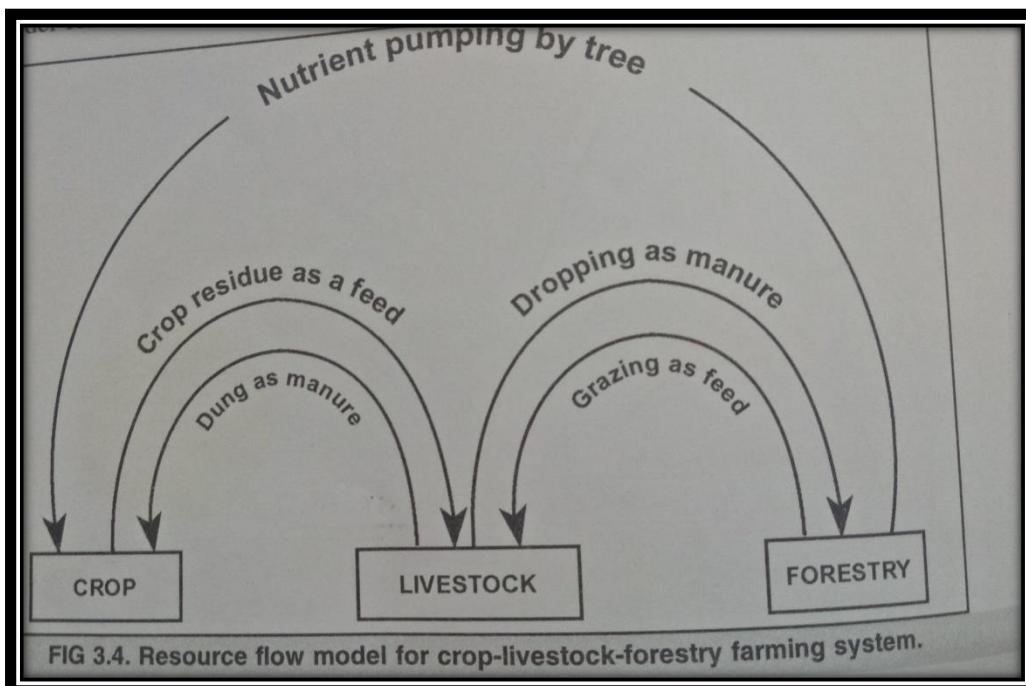 Nutrient pumping by tree
Crop residue as a feed
Dropping as manure
Dung as manure
Grazing as feed
CROP
LIVESTOCK
FORESTRY
FIG 3.4. Resource flow model for crop-livestock-forestry farming system.